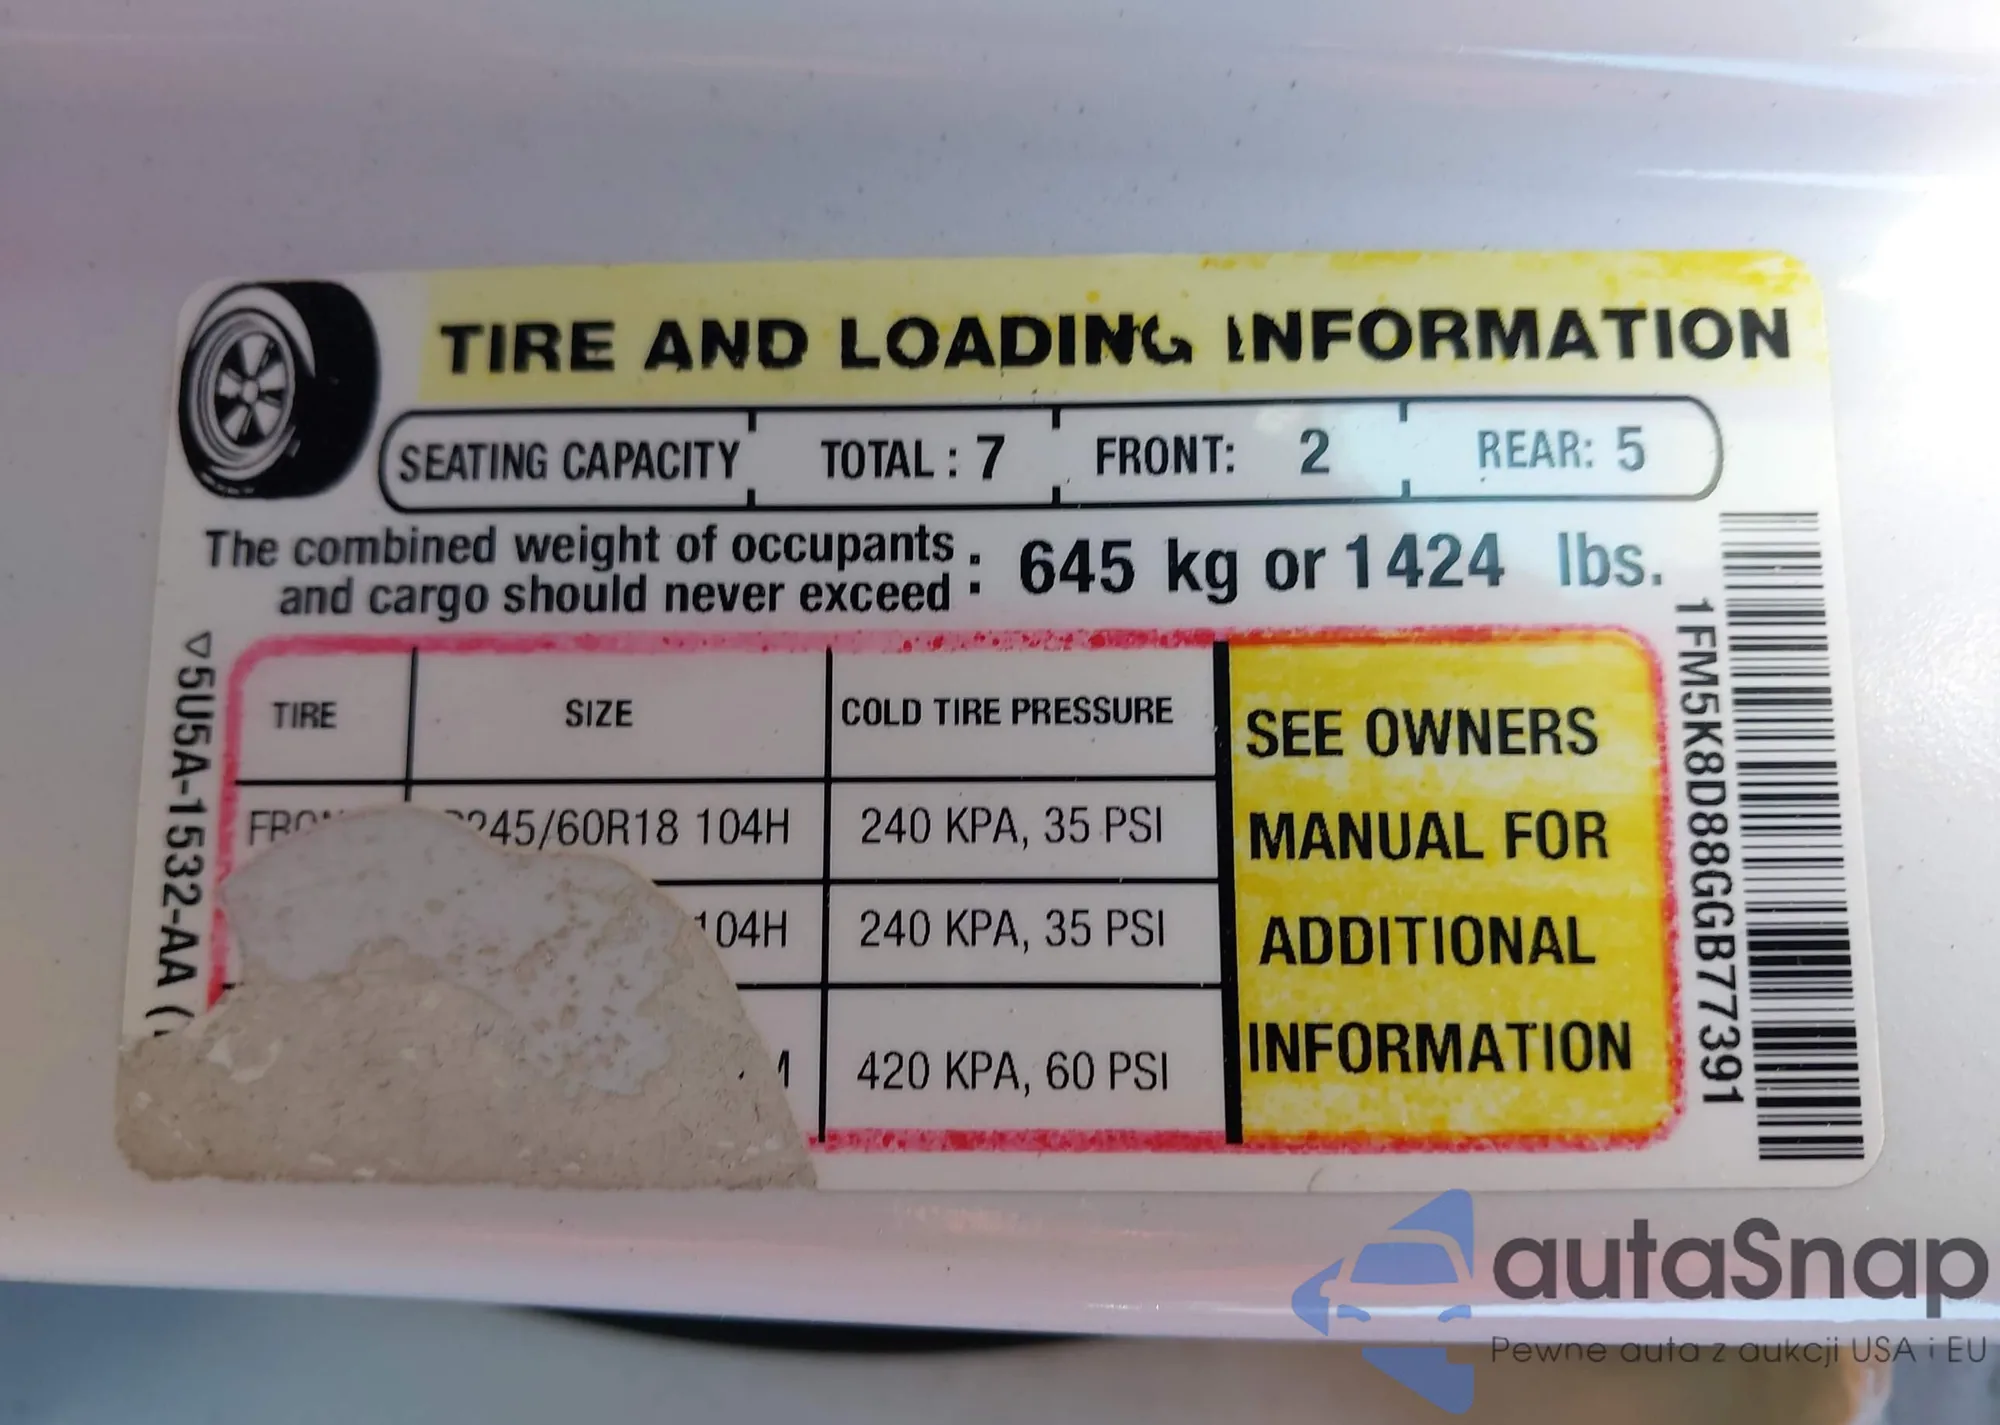 TIRE AND LOADING INFORMATION
SEATING CAPACITY TOTAL : 7 FRONT: 2 REAR: 5
The combined weight of occupants
and cargo should never exceed : 645 kg or 1424 lbs.
TIRE SIZE COLD TIRE PRESSURE
245/60R18 104H 240 KPA, 35 PSI
104H 240 KPA, 35 PSI
420 KPA, 60 PSI
SEE OWNERS
MANUAL FOR
ADDITIONAL
INFORMATION
5U5A-1532-AA
1FM5K8D88GGB77391
autaSnap
Pewne auta z aukcji USA i EU